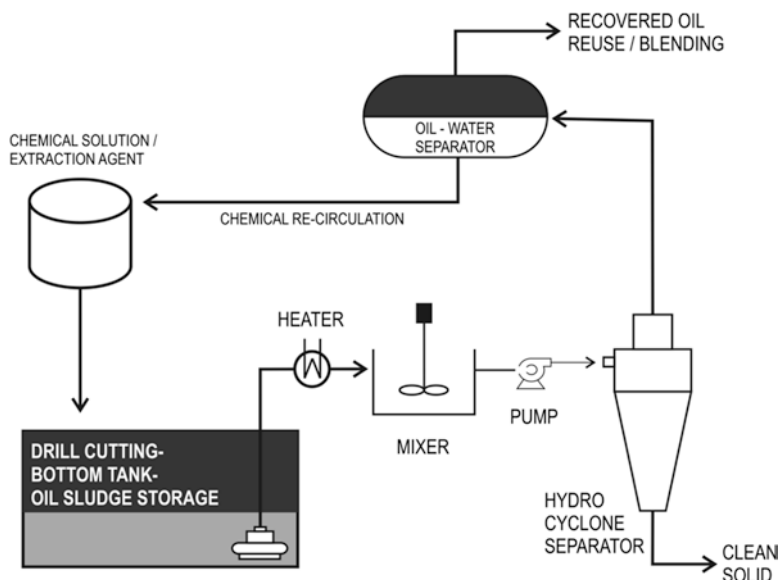 RECOVERED OIL
REUSE / BLENDING
OIL - WATER
SEPARATOR
CHEMICAL SOLUTION /
EXTRACTION AGENT
CHEMICAL RE-CIRCULATION
HEATER
MIXER
PUMP
DRILL CUTTING-
BOTTOM TANK-
OIL SLUDGE STORAGE
HYDRO
CYCLONE
SEPARATOR
CLEAN
SOLID